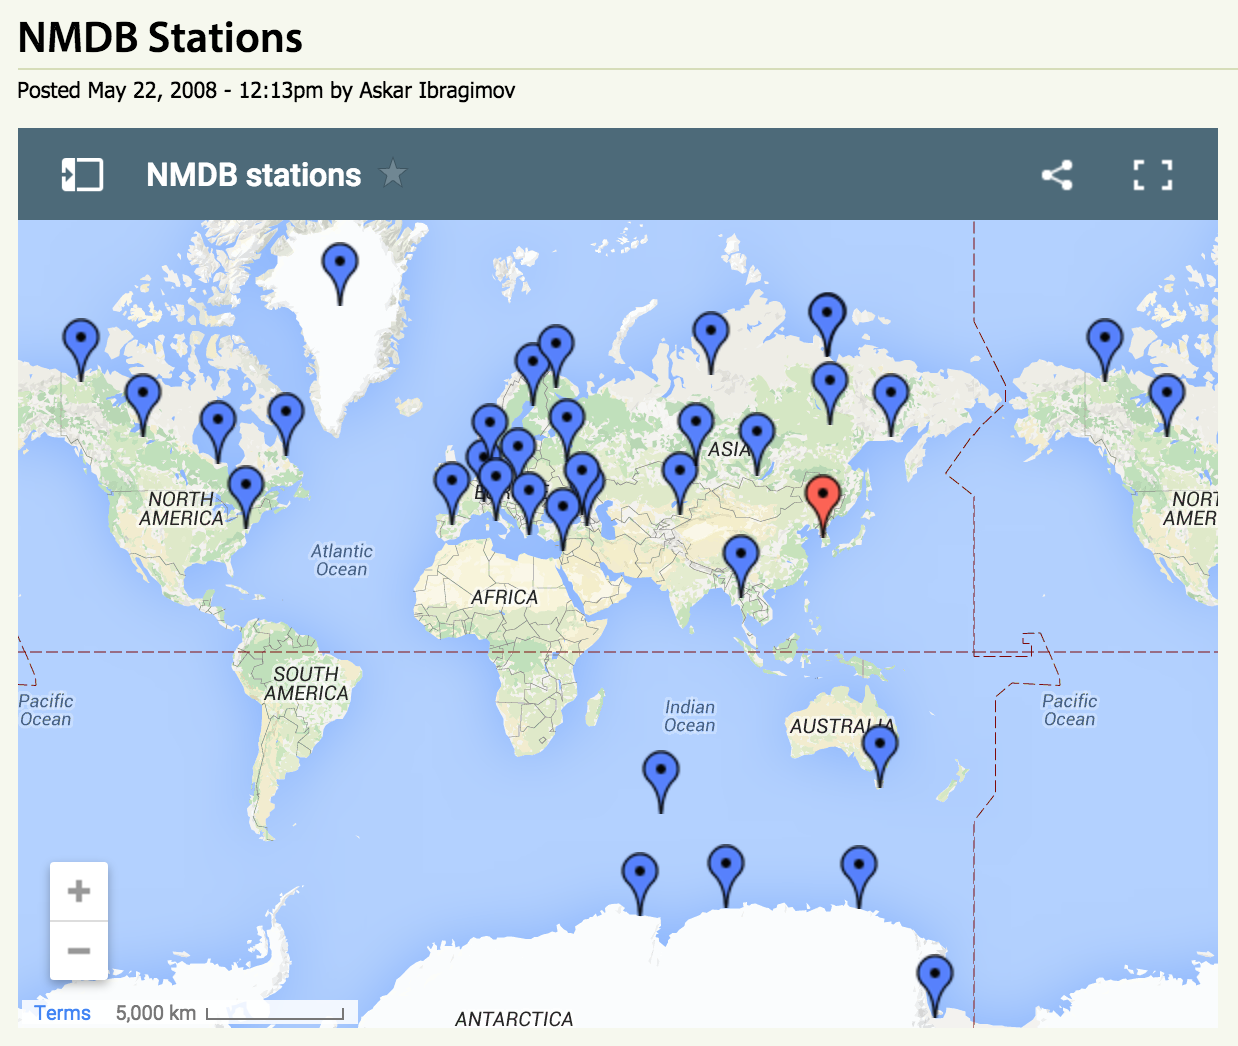 NMDB Stations
Posted May 22, 2008 - 12:13pm by Askar Ibragimov
NMDB stations
ASIA
NORTH
AMERICA
NORT
AMER
Atlantic
Ocean
AFRICA
SOUTH
AMERICA
Pacific
Ocean
Indian
Ocean
AUSTRALIA
Pacific
Ocean
Terms
5,000 km
ANTARCTICA